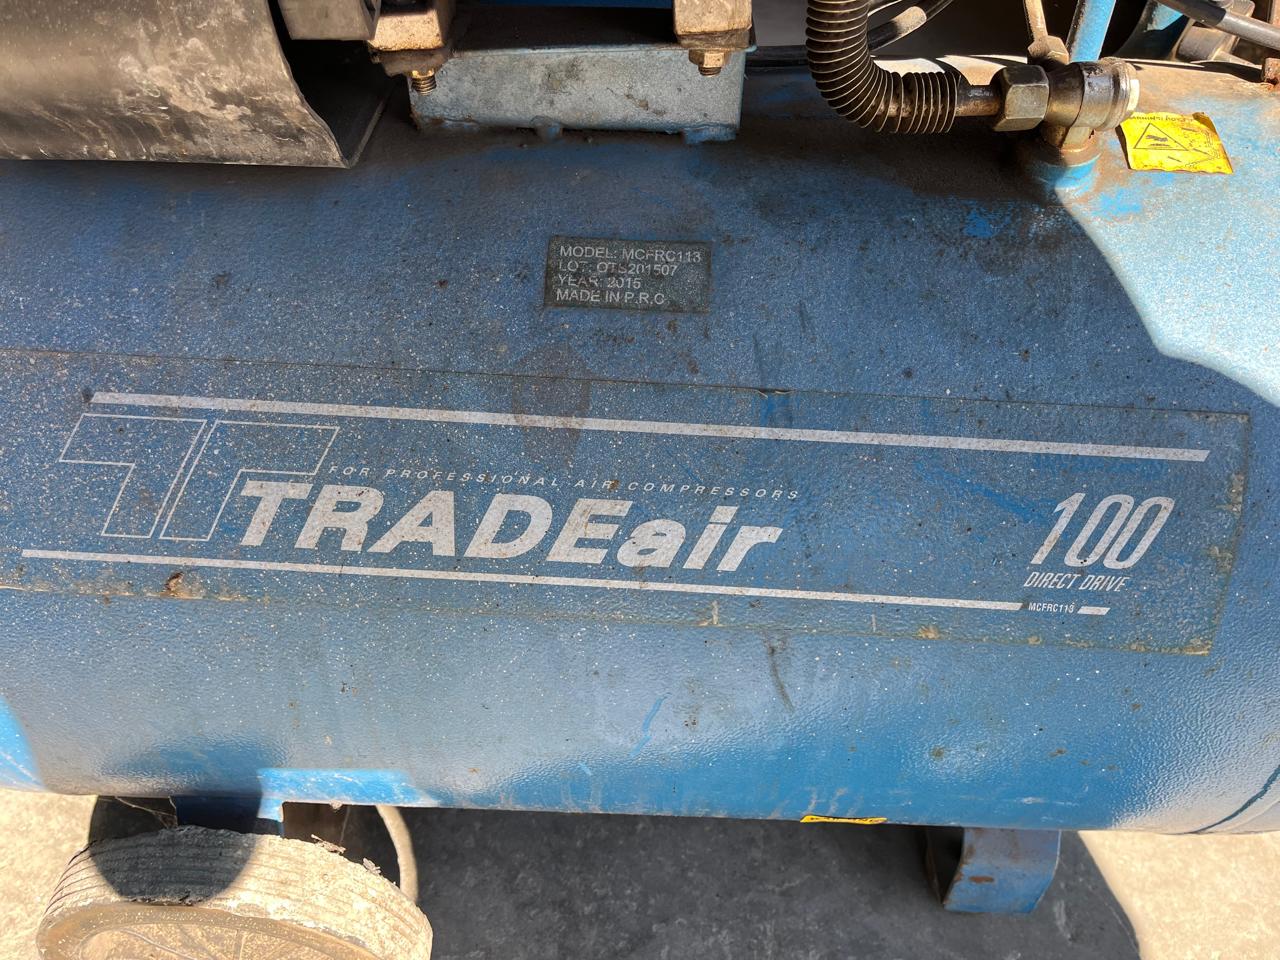 MODEL: MCFRC113
LOT: OTS201507
YEAR: 2015
MADE IN P.R.C
FOR PROFESSIONAL AIR COMPRESSORS
TRADEair
100
DIRECT DRIVE
MCFRC113